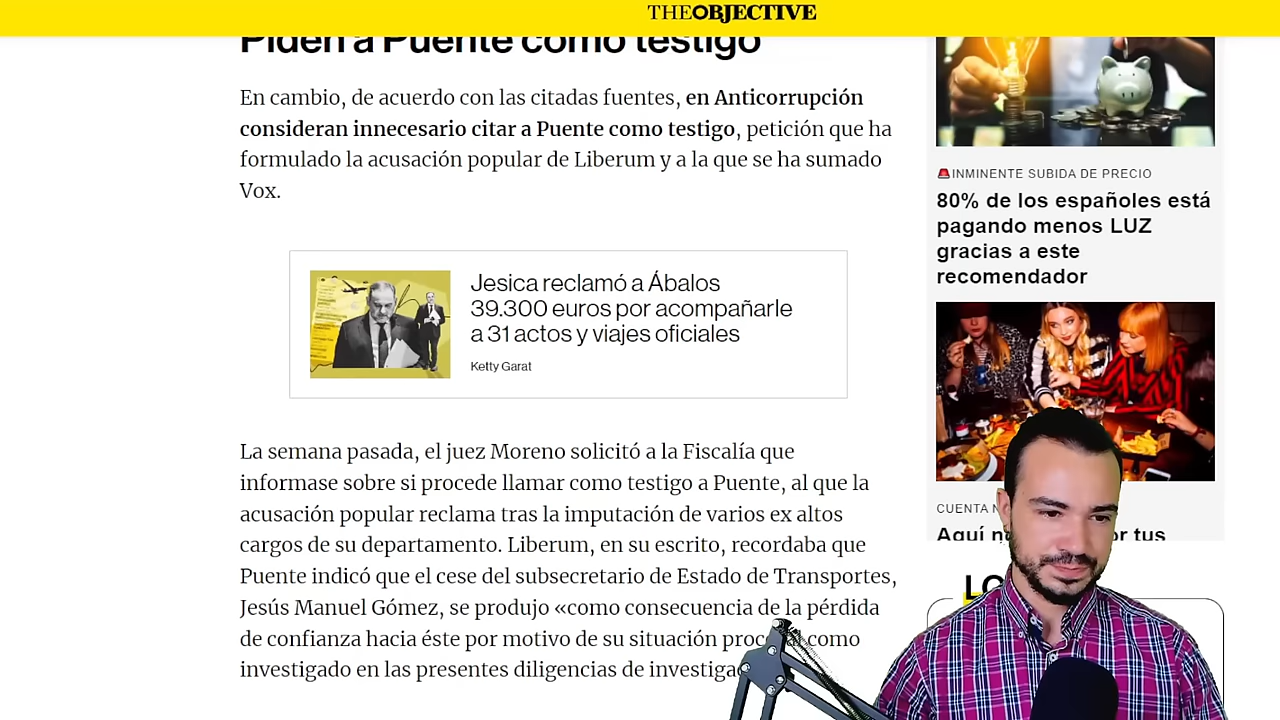 THEOBJECTIVE
Piden a Puente como testigo
En cambio, de acuerdo con las citadas fuentes, en Anticorrupción
consideran innecesario citar a Puente como testigo, petición que ha
formulado la acusación popular de Liberum y a la que se ha sumado
Vox.
Jesica reclamó a Ábalos
39.300 euros por acompañarle
a 31 actos y viajes oficiales
Ketty Garat
La semana pasada, el juez Moreno solicitó a la Fiscalía que
informase sobre si procede llamar como testigo a Puente, al que la
acusación popular reclama tras la imputación de varios ex altos
cargos de su departamento. Liberum, en su escrito, recordaba que
Puente indicó que el cese del subsecretario de Estado de Transportes,
Jesús Manuel Gómez, se produjo «como consecuencia de la pérdida
de confianza hacia éste por motivo de su situación como
investigado en las presentes diligencias de
INMINENTE SUBIDA DE PRECIO
80% de los españoles está
pagando menos LUZ
gracias a este
recomendador
CUENTA
Aquí tus